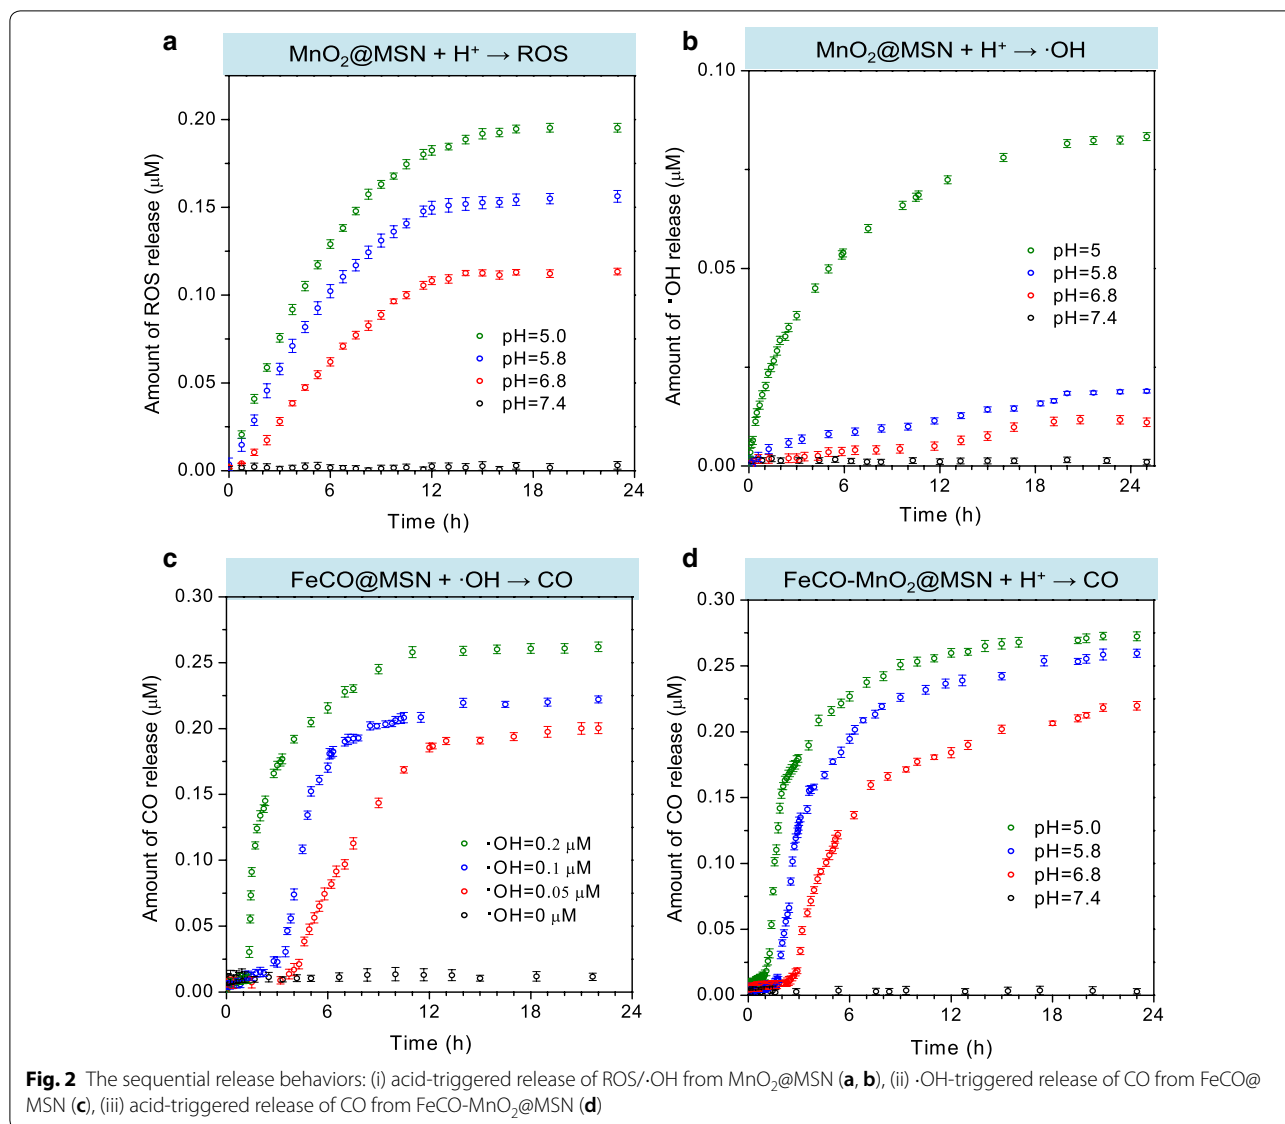 a
MnO₂@MSN + H⁺ → ROS
0.20
0.15
0.10
0.05
0.00
Amount of ROS release (μM)
pH=5.0
pH=5.8
pH=6.8
pH=7.4
0 6 12 18 24
Time (h)
b
MnO₂@MSN + H⁺ → ·OH
0.10
0.05
0.00
Amount of ·OH release (μM)
pH=5
pH=5.8
pH=6.8
pH=7.4
0 6 12 18 24
Time (h)
c
FeCO@MSN + ·OH → CO
0.30
0.25
0.20
0.15
0.10
0.05
0.00
Amount of CO release (μM)
·OH=0.2 μM
·OH=0.1 μM
·OH=0.05 μM
·OH=0 μM
0 6 12 18 24
Time (h)
d
FeCO-MnO₂@MSN + H⁺ → CO
0.30
0.25
0.20
0.15
0.10
0.05
0.00
Amount of CO release (μM)
pH=5.0
pH=5.8
pH=6.8
pH=7.4
0 6 12 18 24
Time (h)
Fig. 2 The sequential release behaviors: (i) acid-triggered release of ROS/·OH from MnO₂@MSN (a, b), (ii) ·OH-triggered release of CO from FeCO@
MSN (c), (iii) acid-triggered release of CO from FeCO-MnO₂@MSN (d)